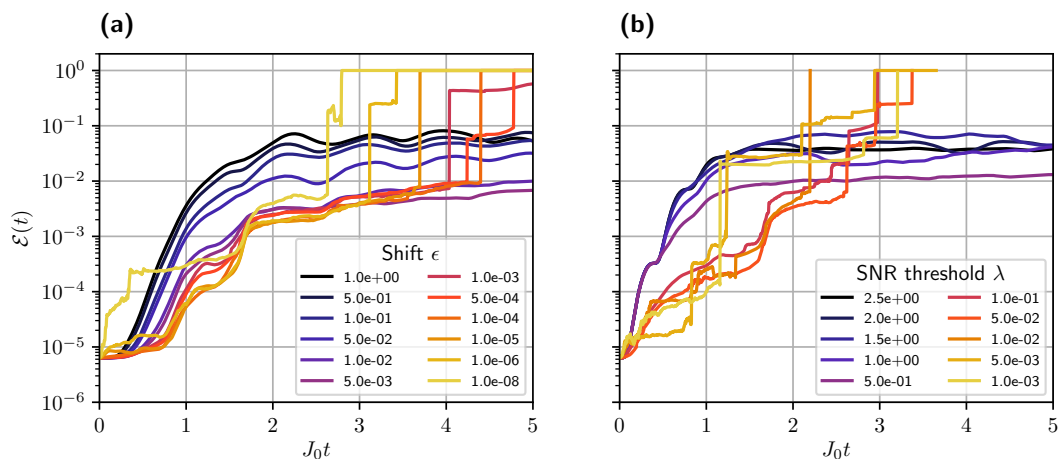 (a)
10⁰
10⁻¹
10⁻²
10⁻³
10⁻⁴
10⁻⁵
10⁻⁶
ℰ(t)
0 1 2 3 4 5
J₀t
Shift ϵ
1.0e+00
5.0e-01
1.0e-01
5.0e-02
1.0e-02
5.0e-03
1.0e-03
5.0e-04
1.0e-04
1.0e-05
1.0e-06
1.0e-08
(b)
0 1 2 3 4 5
J₀t
SNR threshold λ
2.5e+00
2.0e+00
1.5e+00
1.0e+00
5.0e-01
1.0e-01
5.0e-02
1.0e-02
5.0e-03
1.0e-03